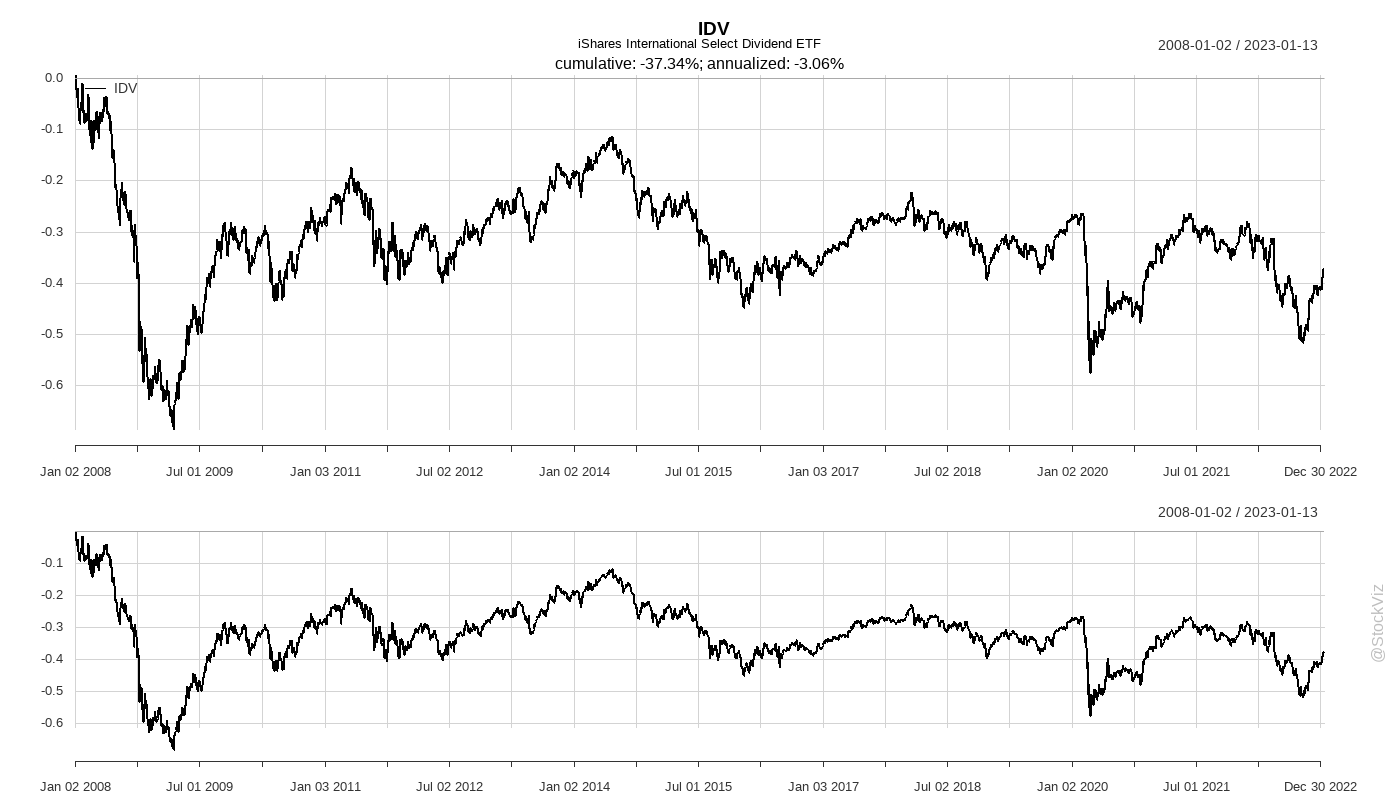 IDV
iShares International Select Dividend ETF
cumulative: -37.34%; annualized: -3.06%
2008-01-02 / 2023-01-13
IDV
0.0
-0.1
-0.2
-0.3
-0.4
-0.5
-0.6
Jan 02 2008 Jul 01 2009 Jan 03 2011 Jul 02 2012 Jan 02 2014 Jul 01 2015 Jan 03 2017 Jul 02 2018 Jan 02 2020 Jul 01 2021 Dec 30 2022
2008-01-02 / 2023-01-13
-0.1
-0.2
-0.3
-0.4
-0.5
-0.6
Jan 02 2008 Jul 01 2009 Jan 03 2011 Jul 02 2012 Jan 02 2014 Jul 01 2015 Jan 03 2017 Jul 02 2018 Jan 02 2020 Jul 01 2021 Dec 30 2022
@StockViz